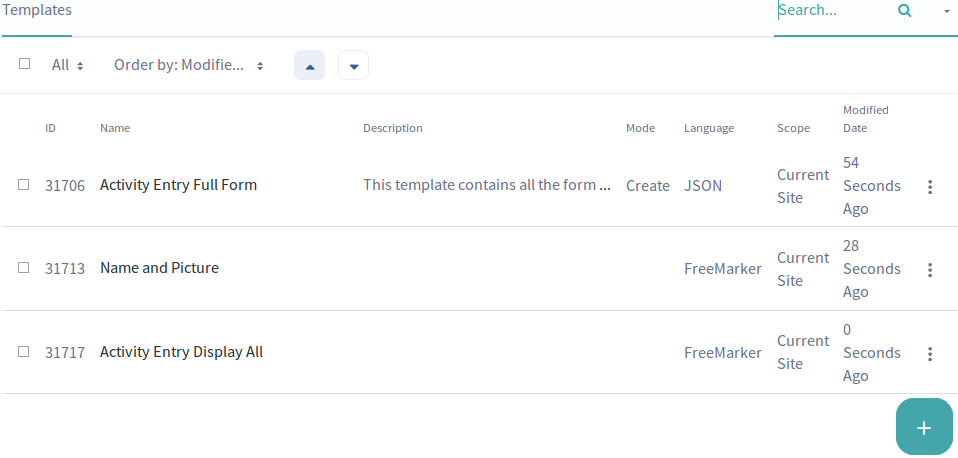 Templates Search...
All Order by: Modifie...
ID Name Description Mode Language Scope Modified Date
31706 Activity Entry Full Form This template contains all the form ... Create JSON Current Site 54 Seconds Ago
31713 Name and Picture FreeMarker Current Site 28 Seconds Ago
31717 Activity Entry Display All FreeMarker Current Site 0 Seconds Ago